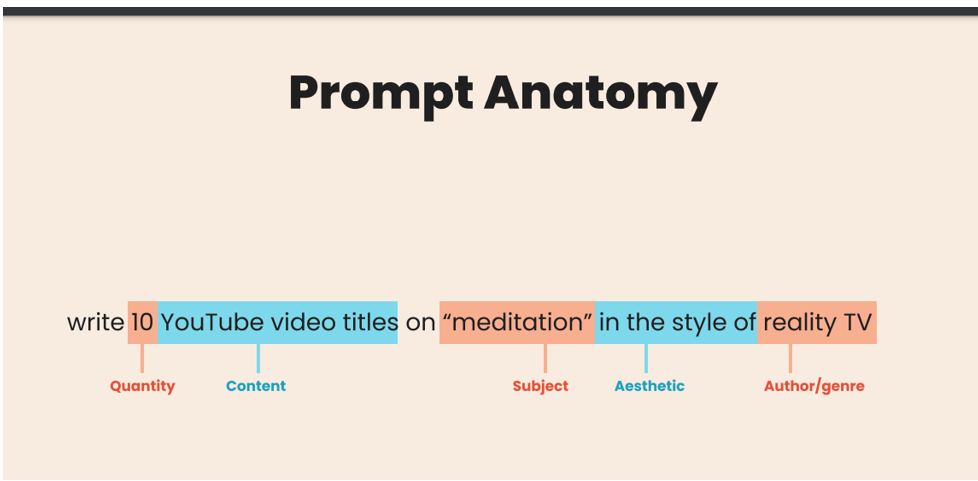 Prompt Anatomy
write 10 YouTube video titles on “meditation” in the style of reality TV
Quantity Content Subject Aesthetic Author/genre